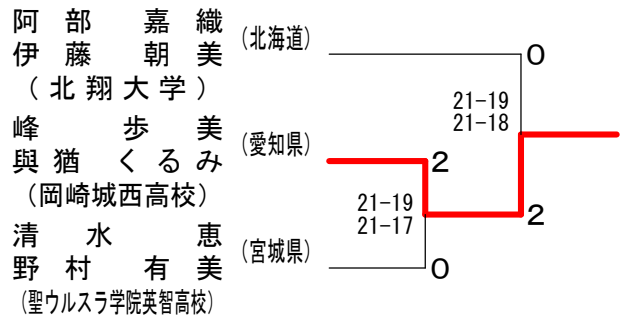 阿部 嘉織
伊藤 朝美
(北翔大学)
(北海道)
0
21-19
21-18
峰 歩美
與猶 くるみ
(岡崎城西高校)
(愛知県)
2
21-19
21-17
2
清水 恵
野村 有美
(聖ウルスラ学院英智高校)
(宮城県)
0